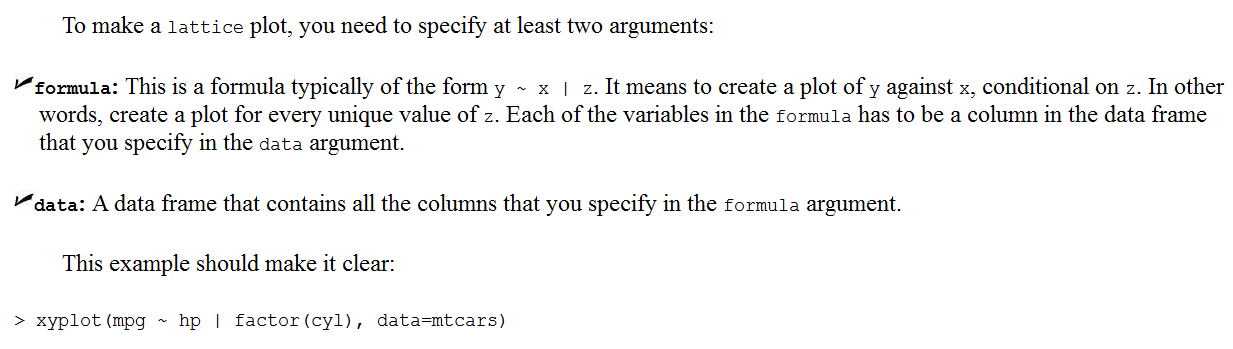 To make a lattice plot, you need to specify at least two arguments:
✓formula: This is a formula typically of the form y ~ x | z. It means to create a plot of y against x, conditional on z. In other
words, create a plot for every unique value of z. Each of the variables in the formula has to be a column in the data frame
that you specify in the data argument.
✓data: A data frame that contains all the columns that you specify in the formula argument.
This example should make it clear:
> xyplot(mpg ~ hp | factor(cyl), data=mtcars)